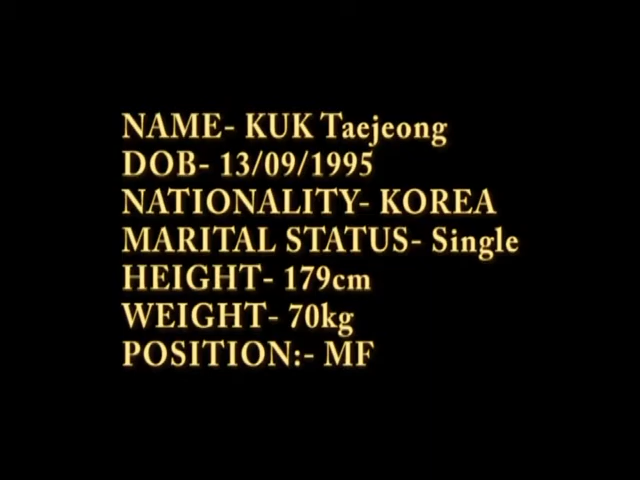 NAME- KUK Taejeong
DOB- 13/09/1995
NATIONALITY- KOREA
MARITAL STATUS- Single
HEIGHT- 179cm
WEIGHT- 70kg
POSITION:- MF